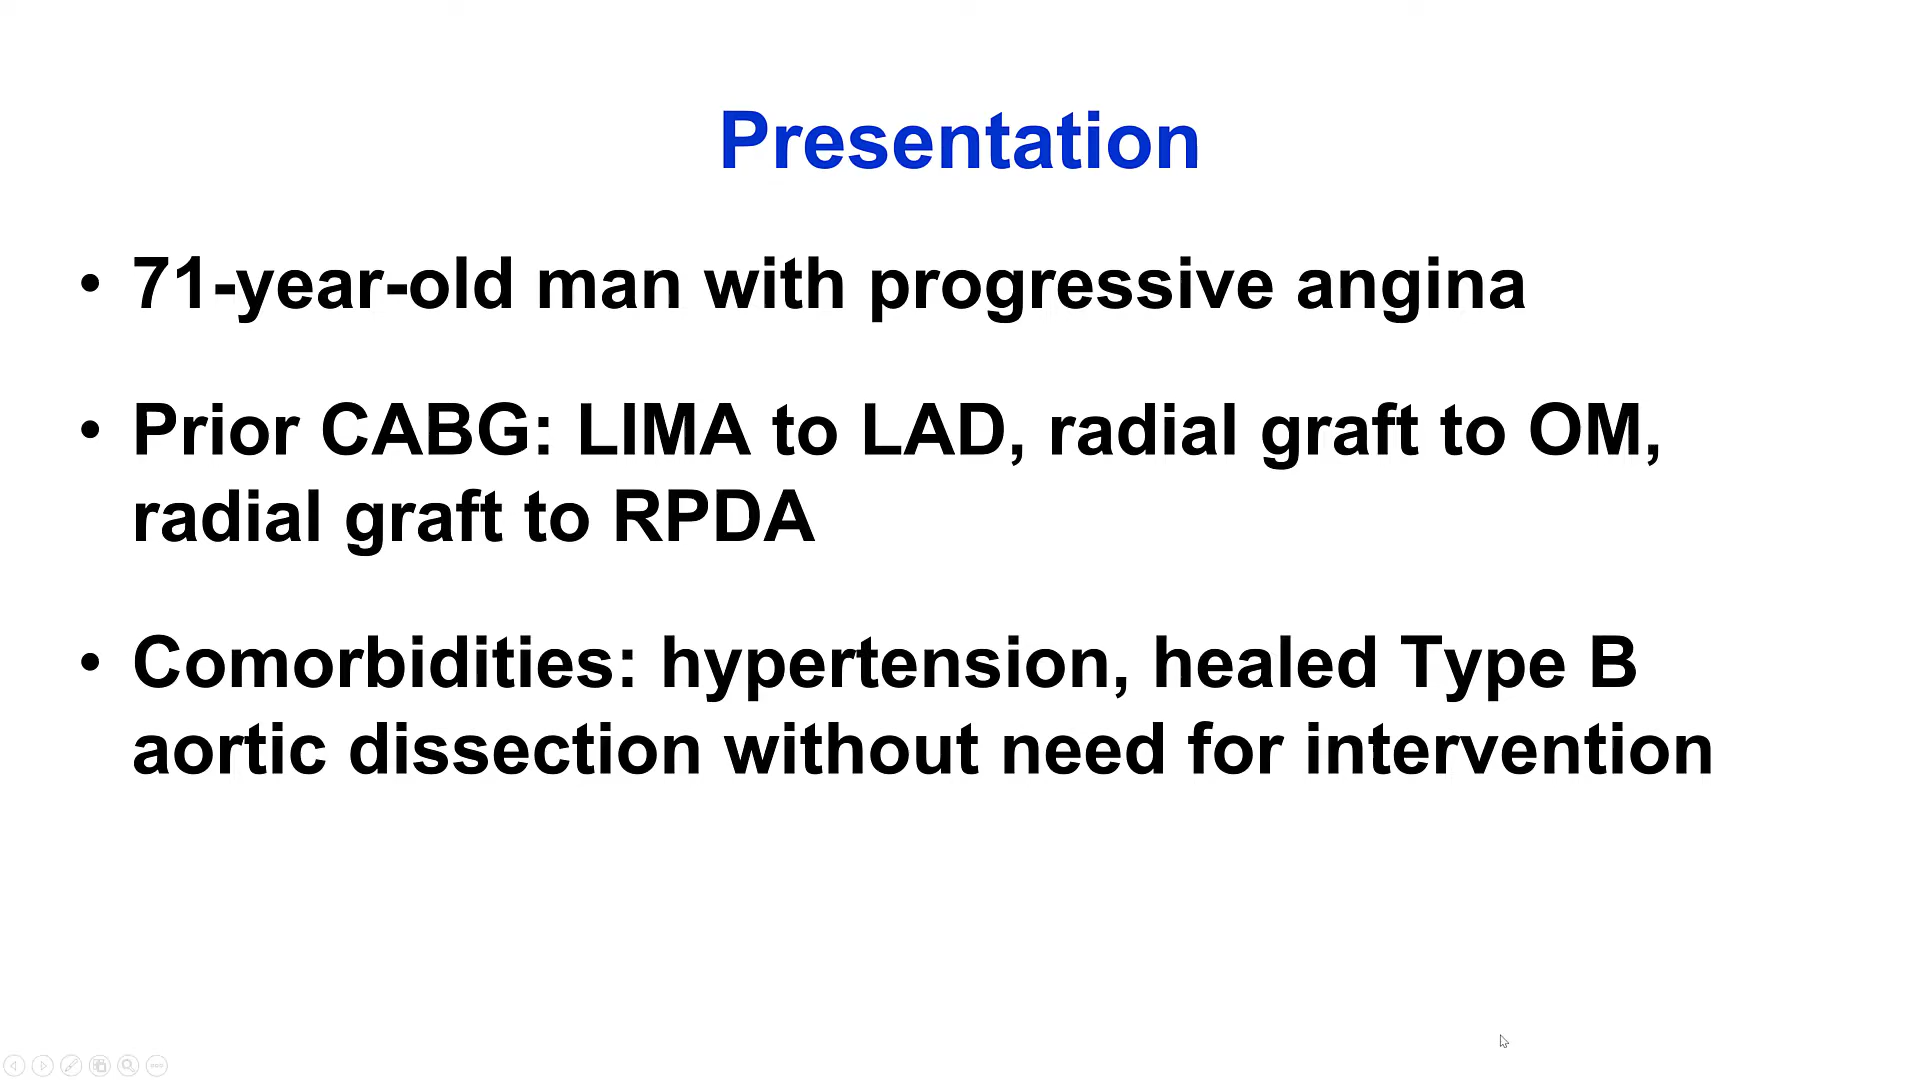 Presentation
• 71-year-old man with progressive angina
• Prior CABG: LIMA to LAD, radial graft to OM,
radial graft to RPDA
• Comorbidities: hypertension, healed Type B
aortic dissection without need for intervention